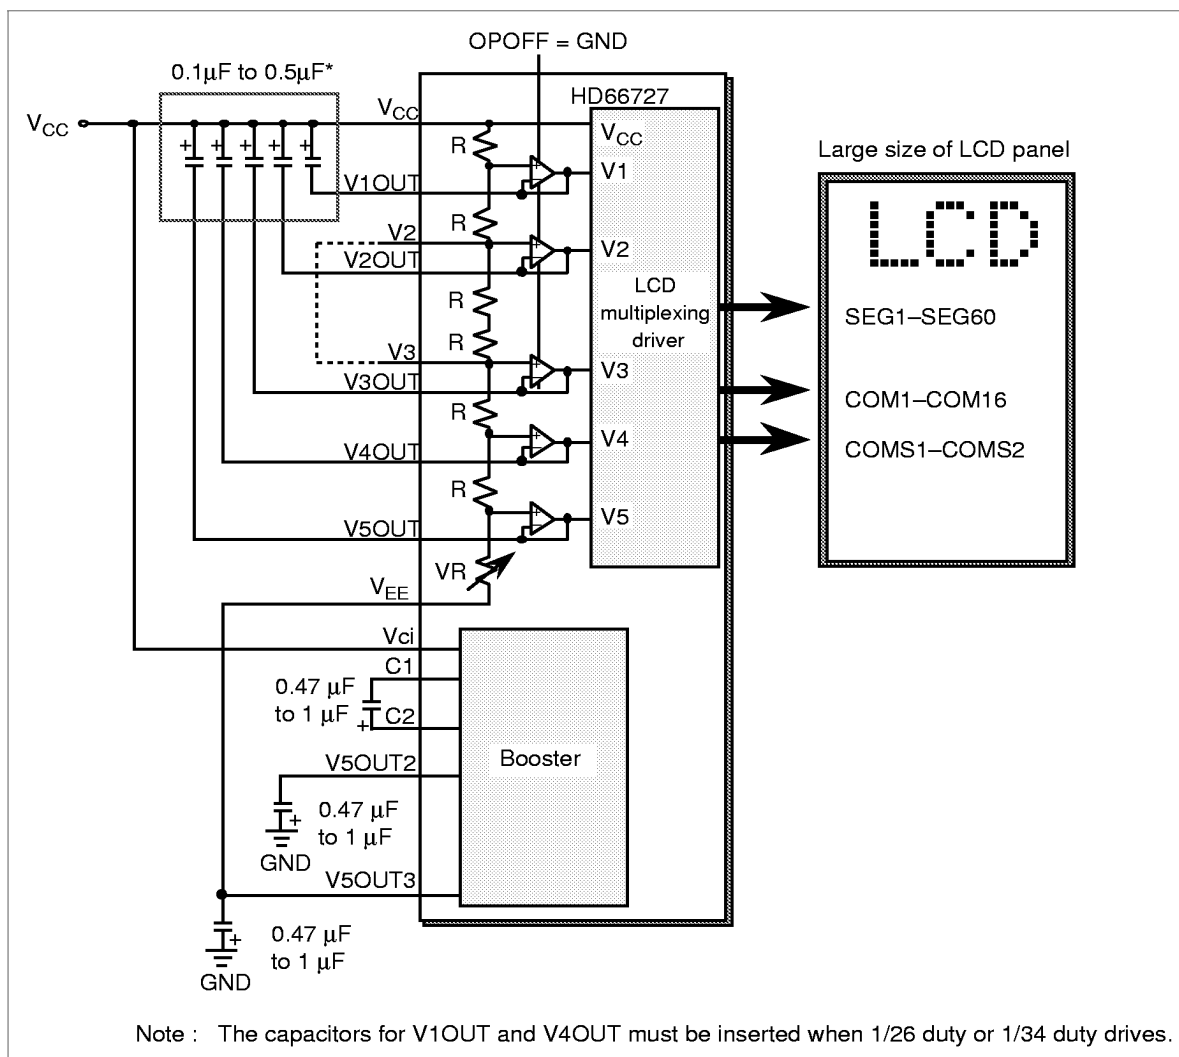 OPOFF = GND
0.1µF to 0.5µF*
HD66727
VCC
VCC
VCC
R
V1
V1OUT
Large size of LCD panel
LCD
R
V2
V2OUT
V2
LCD
multiplexing
driver
R
R
SEG1–SEG60
V3
V3OUT
V3
COM1–COM16
R
V4OUT
V4
COMS1–COMS2
R
V5OUT
V5
VR
VEE
Vci
C1
0.47 µF
to 1 µF
C2
Booster
V5OUT2
0.47 µF
to 1 µF
GND
V5OUT3
0.47 µF
to 1 µF
GND
+
+
+
+
+
+
−
+
−
+
−
+
−
+
−
+
+
+
Note : The capacitors for V1OUT and V4OUT must be inserted when 1/26 duty or 1/34 duty drives.